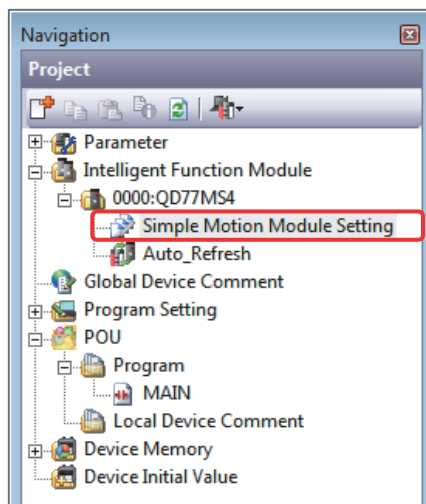 Navigation
Project
Parameter
Intelligent Function Module
0000:QD77MS4
Simple Motion Module Setting
Auto_Refresh
Global Device Comment
Program Setting
POU
Program
MAIN
Local Device Comment
Device Memory
Device Initial Value